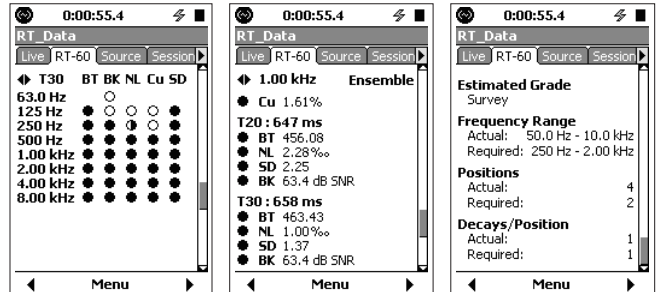 0:00:55.4
RT_Data
Live RT-60 Source Session
T30 BT BK NL Cu SD
63.0 Hz
125 Hz
250 Hz
500 Hz
1.00 kHz
2.00 kHz
4.00 kHz
8.00 kHz
Menu
0:00:55.4
RT_Data
Live RT-60 Source Session
1.00 kHz Ensemble
Cu 1.61%
T20 : 647 ms
BT 456.08
NL 2.28‰
SD 2.25
BK 63.4 dB SNR
T30 : 658 ms
BT 463.43
NL 1.00‰
SD 1.37
BK 63.4 dB SNR
Menu
0:00:55.4
RT_Data
Live RT-60 Source Session
Estimated Grade
Survey
Frequency Range
Actual: 50.0 Hz - 10.0 kHz
Required: 250 Hz - 2.00 kHz
Positions
Actual: 4
Required: 2
Decays/Position
Actual: 1
Required: 1
Menu